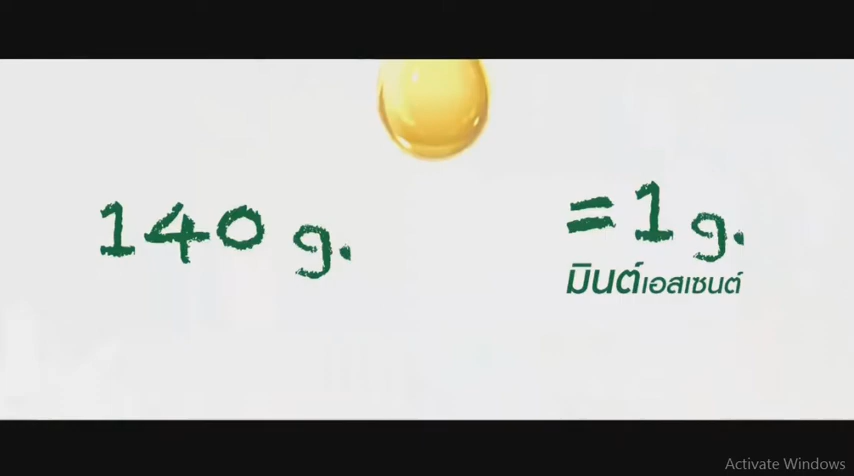 140 g. = 1 g.
มินต์เอสเซนต์
Activate Windows